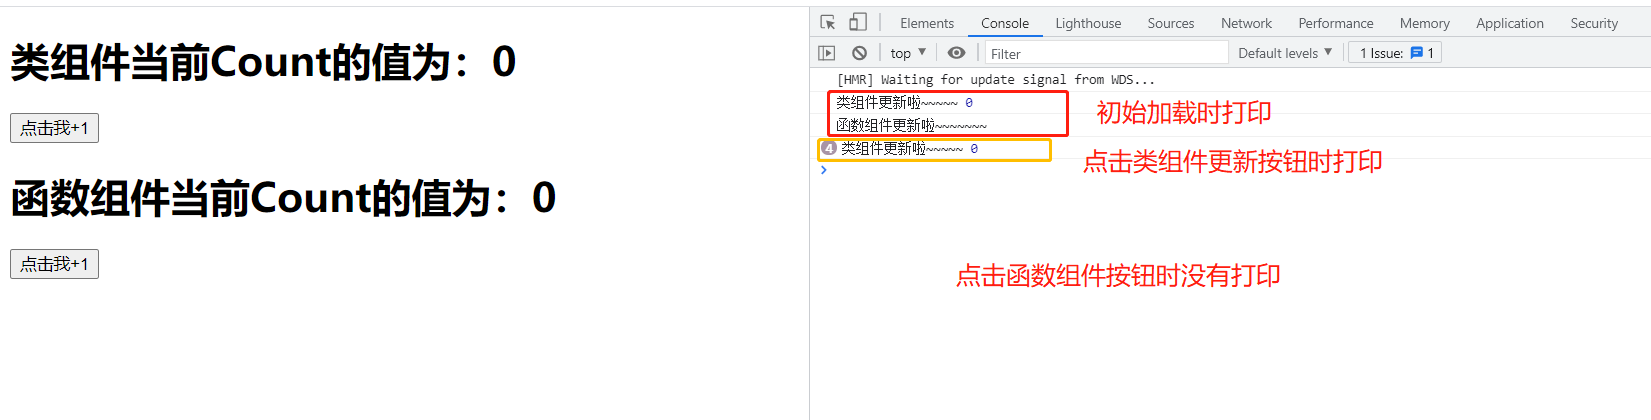 Elements Console Lighthouse Sources Network Performance Memory Application Security
top ▼ Filter Default levels ▼ 1 Issue: 1
[HMR] Waiting for update signal from WDS...
类组件更新啦~~~~~ 0
函数组件更新啦~~~~~~~
初始加载时打印
4 类组件更新啦~~~~~ 0
点击类组件更新按钮时打印
点击函数组件按钮时没有打印
类组件当前Count的值为：0
点击我+1
函数组件当前Count的值为：0
点击我+1